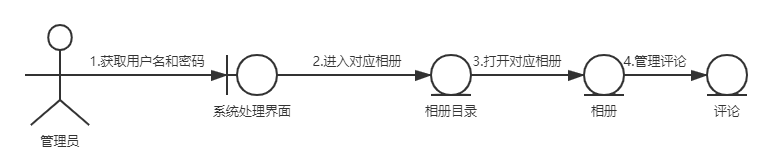 1.获取用户名和密码
2.进入对应相册
3.打开对应相册
4.管理评论
管理员
系统处理界面
相册目录
相册
评论